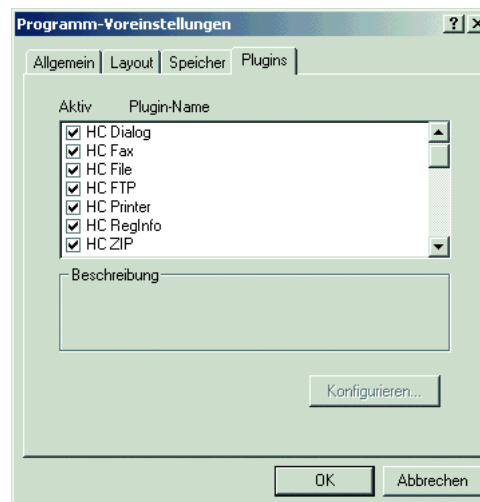 Programm-Voreinstellungen
Allgemein Layout Speicher Plugins
Aktiv Plugin-Name
HC Dialog
HC Fax
HC File
HC FTP
HC Printer
HC RegInfo
HC ZIP
Beschreibung
Konfigurieren...
OK Abbrechen